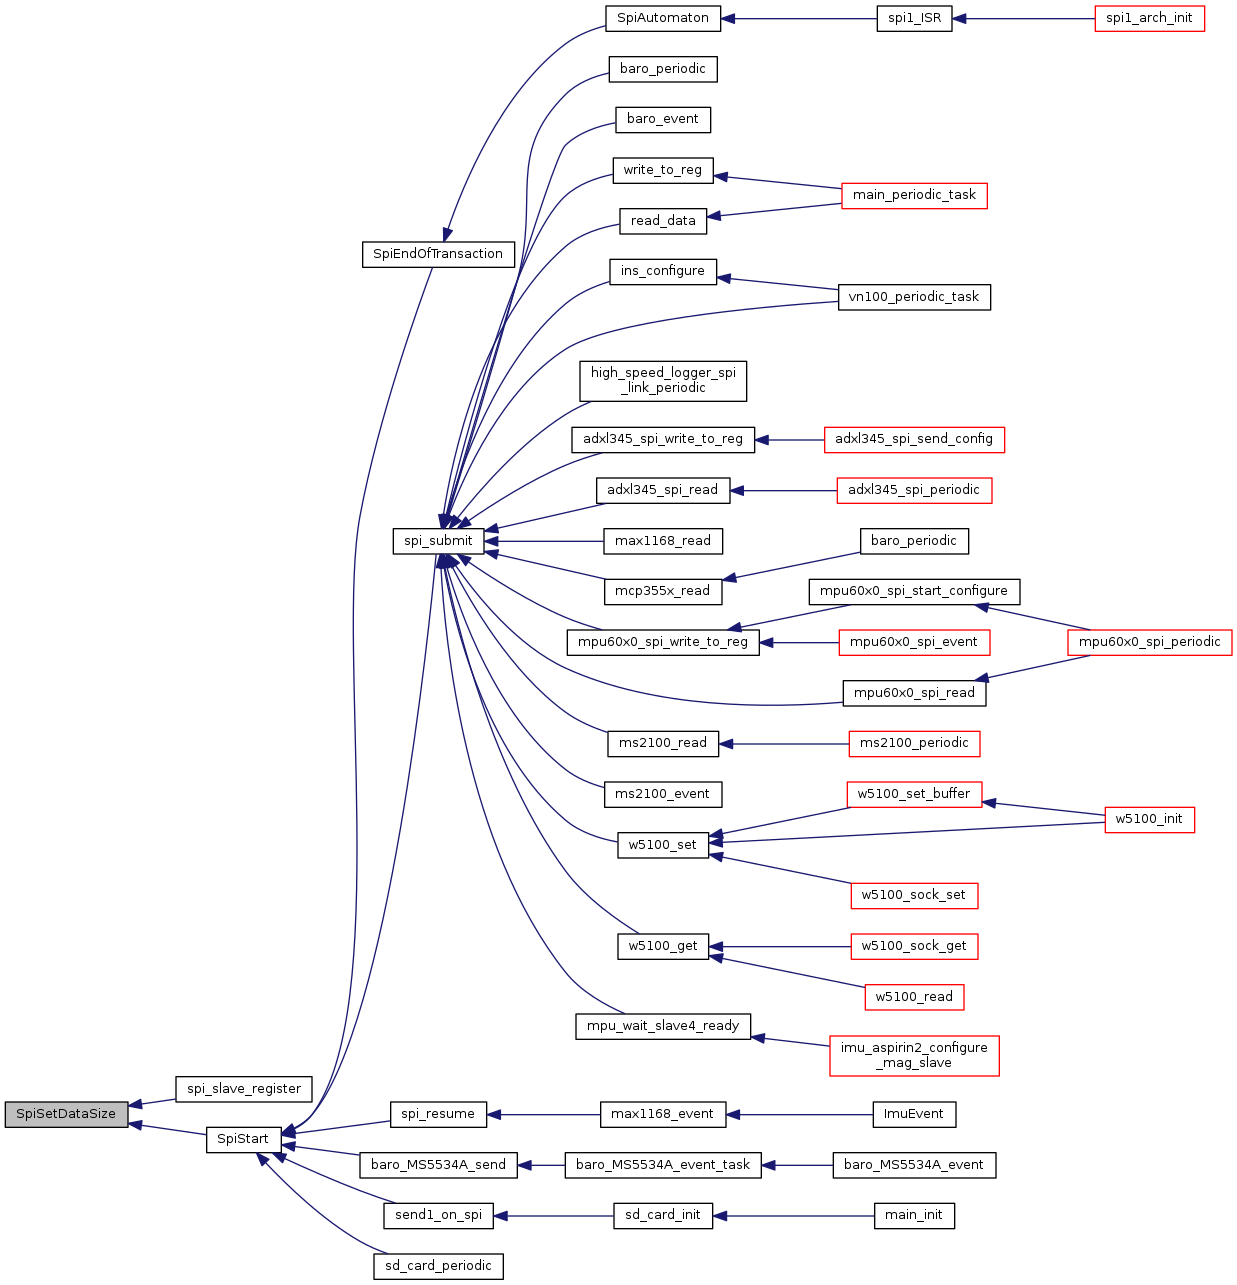 SpiAutomaton
spi1_ISR
spi1_arch_init
baro_periodic
baro_event
write_to_reg
main_periodic_task
read_data
SpiEndOfTransaction
ins_configure
vn100_periodic_task
high_speed_logger_spi
_link_periodic
adxl345_spi_write_to_reg
adxl345_spi_send_config
adxl345_spi_read
adxl345_spi_periodic
spi_submit
max1168_read
baro_periodic
mcp355x_read
mpu60x0_spi_start_configure
mpu60x0_spi_write_to_reg
mpu60x0_spi_event
mpu60x0_spi_periodic
mpu60x0_spi_read
ms2100_read
ms2100_periodic
ms2100_event
w5100_set_buffer
w5100_init
w5100_set
w5100_sock_set
w5100_get
w5100_sock_get
w5100_read
mpu_wait_slave4_ready
imu_aspirin2_configure
_mag_slave
spi_slave_register
SpiSetDataSize
SpiStart
spi_resume
max1168_event
ImuEvent
baro_MS5534A_send
baro_MS5534A_event_task
baro_MS5534A_event
send1_on_spi
sd_card_init
main_init
sd_card_periodic